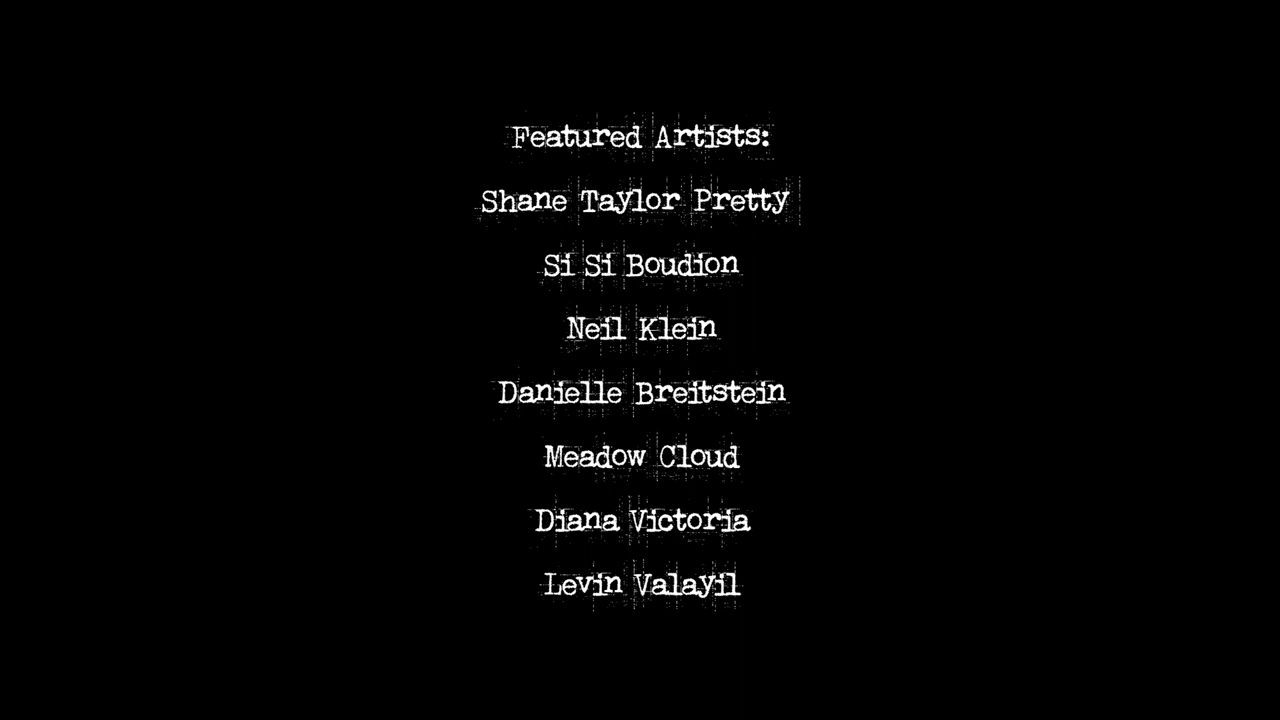 Featured Artists:
Shane Taylor Pretty
Si Si Boudion
Neil Klein
Danielle Breitstein
Meadow Cloud
Diana Victoria
Levin Valayil